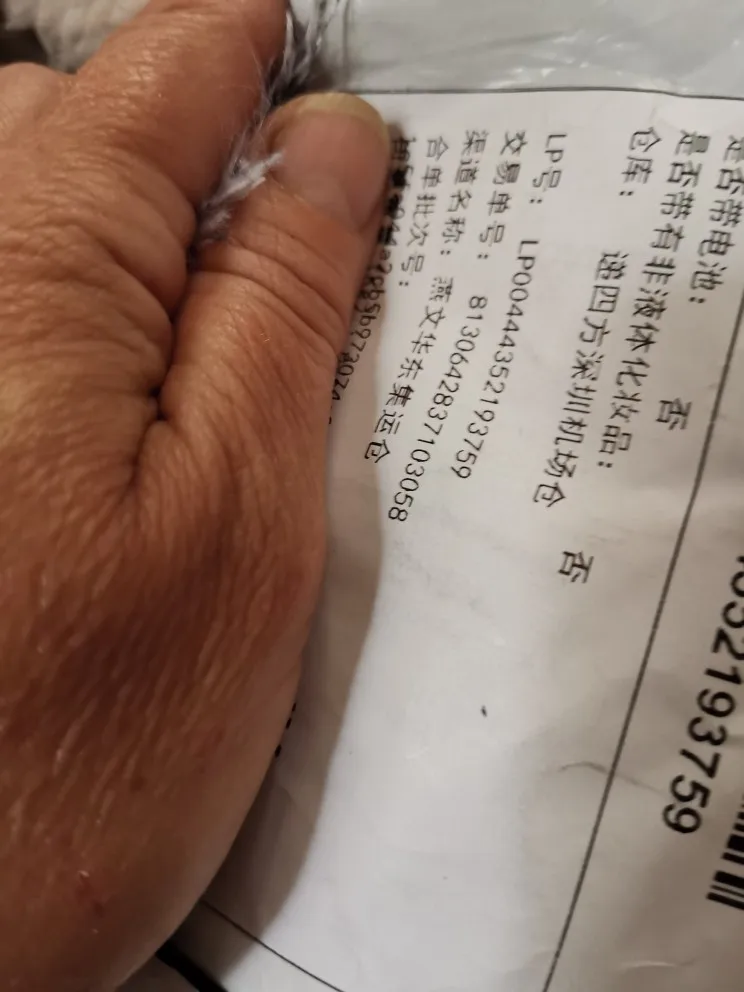 52193759
是否带电池: 否
是否带有非液体化妆品: 否
仓库: 递四方深圳机场仓
LP号: LP00444352193759
交易单号: 8130642837103058
渠道名称: 燕文华东集运仓
合单批次号: